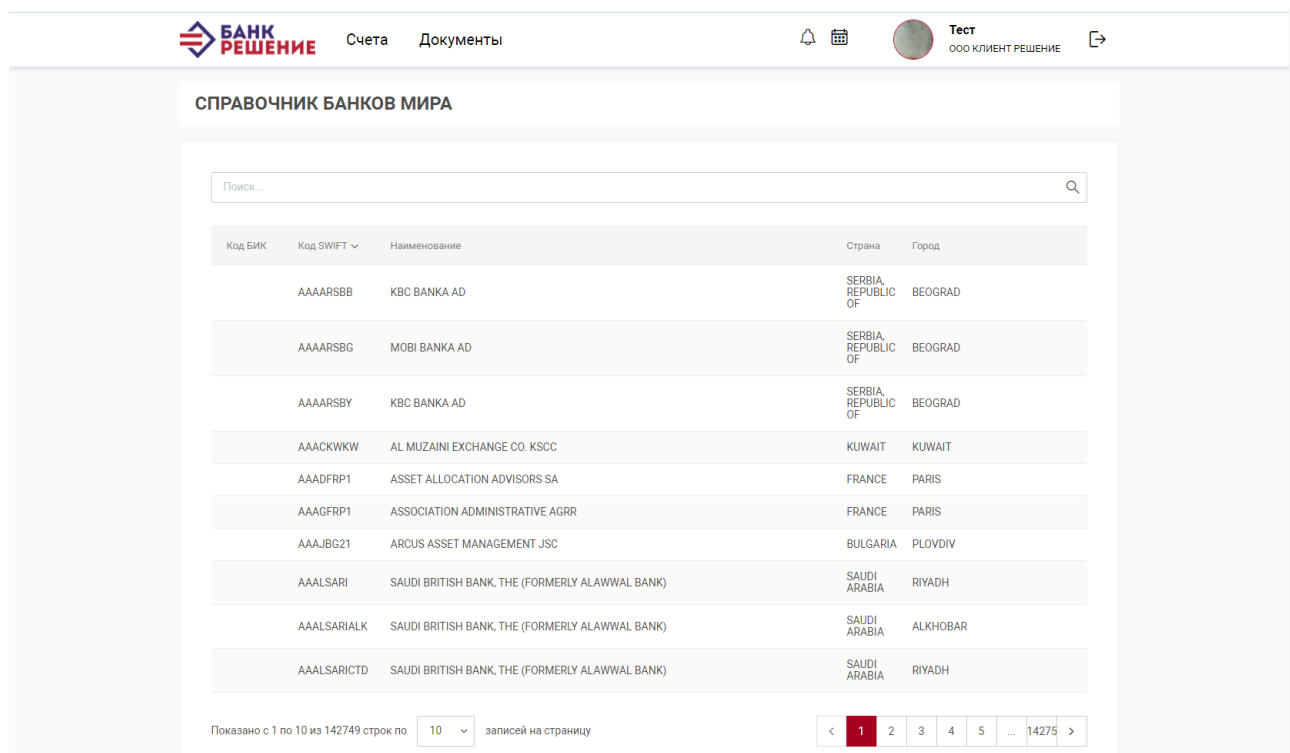 БАНК
РЕШЕНИЕ
Счета
Документы
Тест
ООО КЛИЕНТ РЕШЕНИЕ
СПРАВОЧНИК БАНКОВ МИРА
Поиск...
Код БИК Код SWIFT Наименование Страна Город
AAAARSBB KBC BANKA AD SERBIA, REPUBLIC OF BEOGRAD
AAAARSBG MOBI BANKA AD SERBIA, REPUBLIC OF BEOGRAD
AAAARSBY KBC BANKA AD SERBIA, REPUBLIC OF BEOGRAD
AAACKWKW AL MUZAINI EXCHANGE CO. KSCC KUWAIT KUWAIT
AAADFRP1 ASSET ALLOCATION ADVISORS SA FRANCE PARIS
AAAGFRP1 ASSOCIATION ADMINISTRATIVE AGRR FRANCE PARIS
AAAJBG21 ARCUS ASSET MANAGEMENT JSC BULGARIA PLOVDIV
AAALSARI SAUDI BRITISH BANK, THE (FORMERLY ALAWWAL BANK) SAUDI ARABIA RIYADH
AAALSARIALK SAUDI BRITISH BANK, THE (FORMERLY ALAWWAL BANK) SAUDI ARABIA ALKHOBAR
AAALSARICTD SAUDI BRITISH BANK, THE (FORMERLY ALAWWAL BANK) SAUDI ARABIA RIYADH
Показано с 1 по 10 из 142749 строк по 10 записей на страницу < 1 2 3 4 5 ... 14275 >